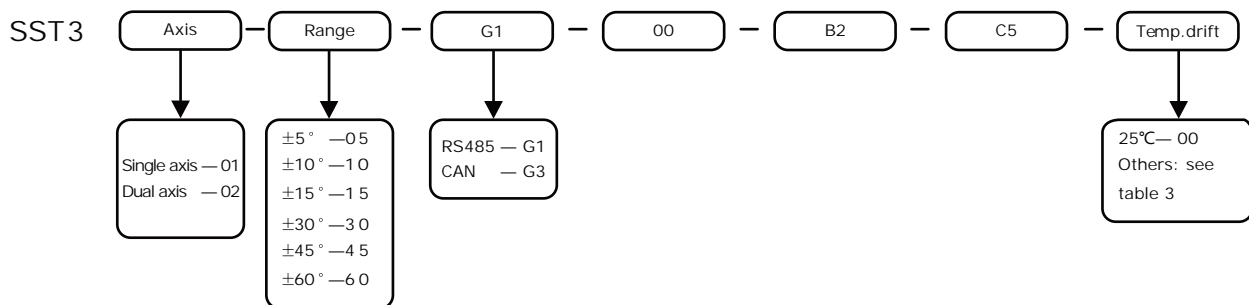 SST3 Axis — Range — G1 — 00 — B2 — C5 — Temp.drift
Single axis — 01
Dual axis — 02
±5° —05
±10°—10
±15°—15
±30°—30
±45°—45
±60°—60
RS485 — G1
CAN — G3
25℃— 00
Others: see
table 3